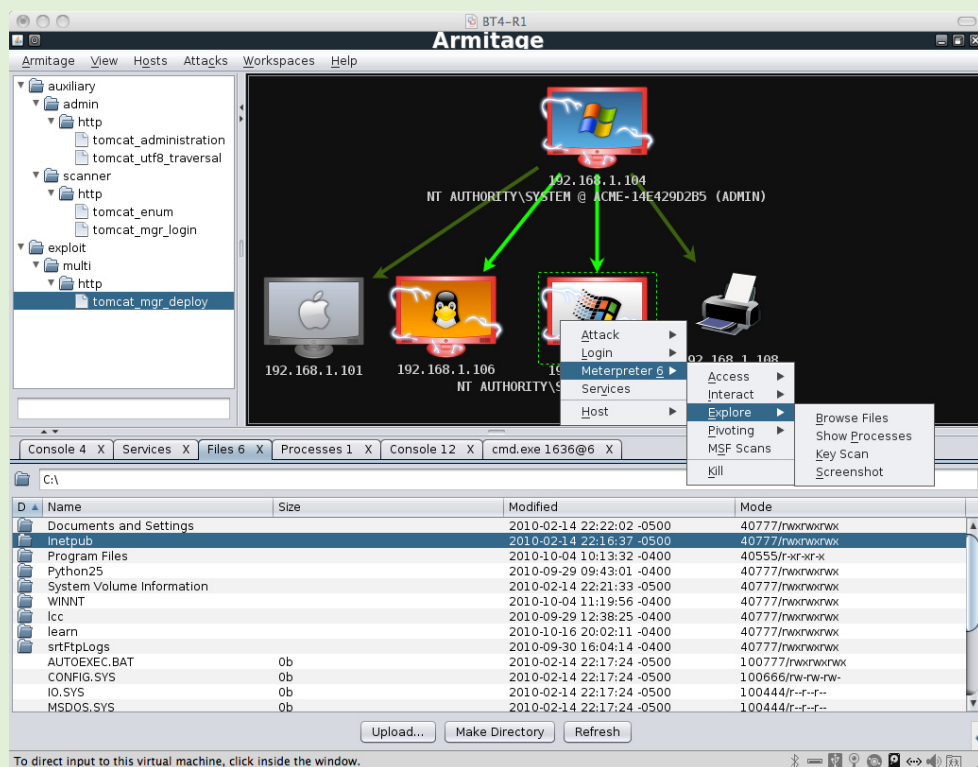 BT4-R1
Armitage
Armitage View Hosts Attacks Workspaces Help
auxiliary
admin
http
tomcat_administration
tomcat_utf8_traversal
scanner
http
tomcat_enum
tomcat_mgr_login
exploit
multi
http
tomcat_mgr_deploy
192.168.1.104
NT AUTHORITY\SYSTEM @ ACME-14E429D2B5 (ADMIN)
192.168.1.101
192.168.1.106
NT AUTHORITY\S
192.168.1.108
Attack
Login
Meterpreter 6
Services
Host
Access
Interact
Explore
Pivoting
MSF Scans
Kill
Browse Files
Show Processes
Key Scan
Screenshot
Console 4 X Services X Files 6 X Processes 1 X Console 12 X cmd.exe 1636@6 X
C:\
D Name Size Modified Mode
Documents and Settings 2010-02-14 22:22:02 -0500 40777/rwxrwxrwx
Inetpub 2010-02-14 22:16:37 -0500 40777/rwxrwxrwx
Program Files 2010-10-04 10:13:32 -0400 40555/r-xr-xr-x
Python25 2010-09-29 09:43:01 -0400 40777/rwxrwxrwx
System Volume Information 2010-02-14 22:21:33 -0500 40777/rwxrwxrwx
WINNT 2010-10-04 11:19:56 -0400 40777/rwxrwxrwx
lcc 2010-09-29 12:38:25 -0400 40777/rwxrwxrwx
learn 2010-10-16 20:02:11 -0400 40777/rwxrwxrwx
srtFtpLogs 2010-09-30 16:04:14 -0400 40777/rwxrwxrwx
AUTOEXEC.BAT 0b 2010-02-14 22:17:24 -0500 100777/rwxrwxrwx
CONFIG.SYS 0b 2010-02-14 22:17:24 -0500 100666/rw-rw-rw-
IO.SYS 0b 2010-02-14 22:17:24 -0500 100444/r--r--r--
MSDOS.SYS 0b 2010-02-14 22:17:24 -0500 100444/r--r--r--
Upload... Make Directory Refresh
To direct input to this virtual machine, click inside the window.